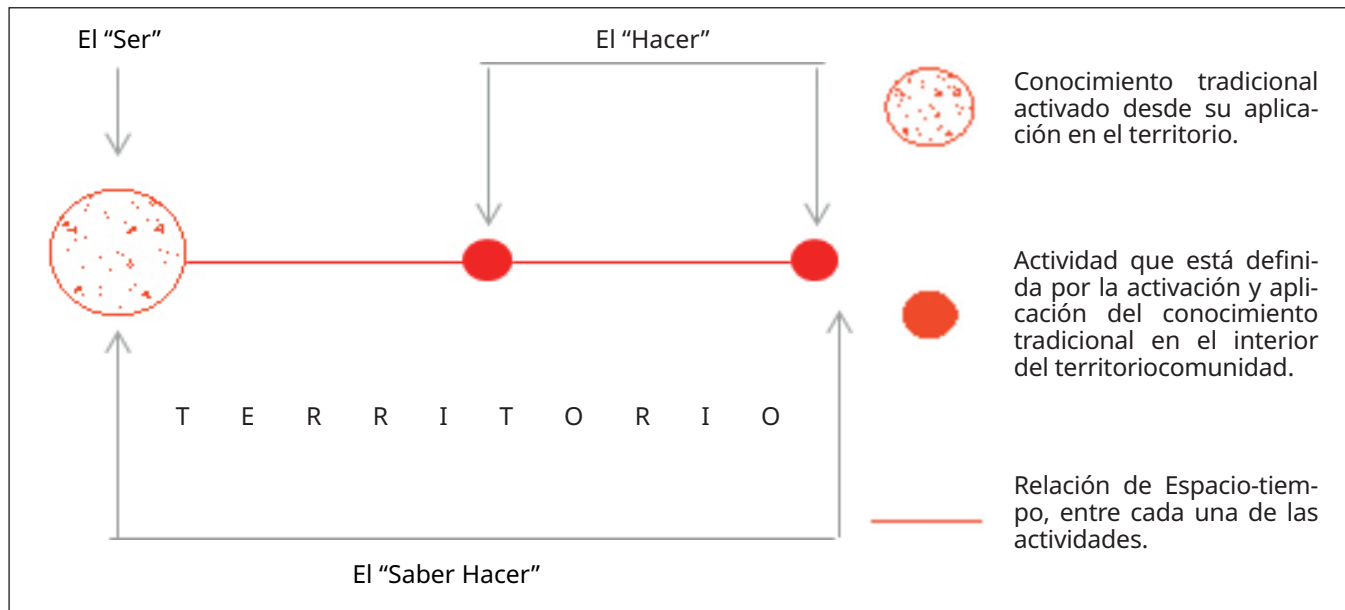 El “Ser”
El “Hacer”
Conocimiento tradicional
activado desde su aplica-
ción en el territorio.
Actividad que está defini-
da por la activación y apli-
cación del conocimiento
tradicional en el interior
del territoriocomunidad.
T E R R I T O R I O
Relación de Espacio-tiem-
po, entre cada una de las
actividades.
El “Saber Hacer”